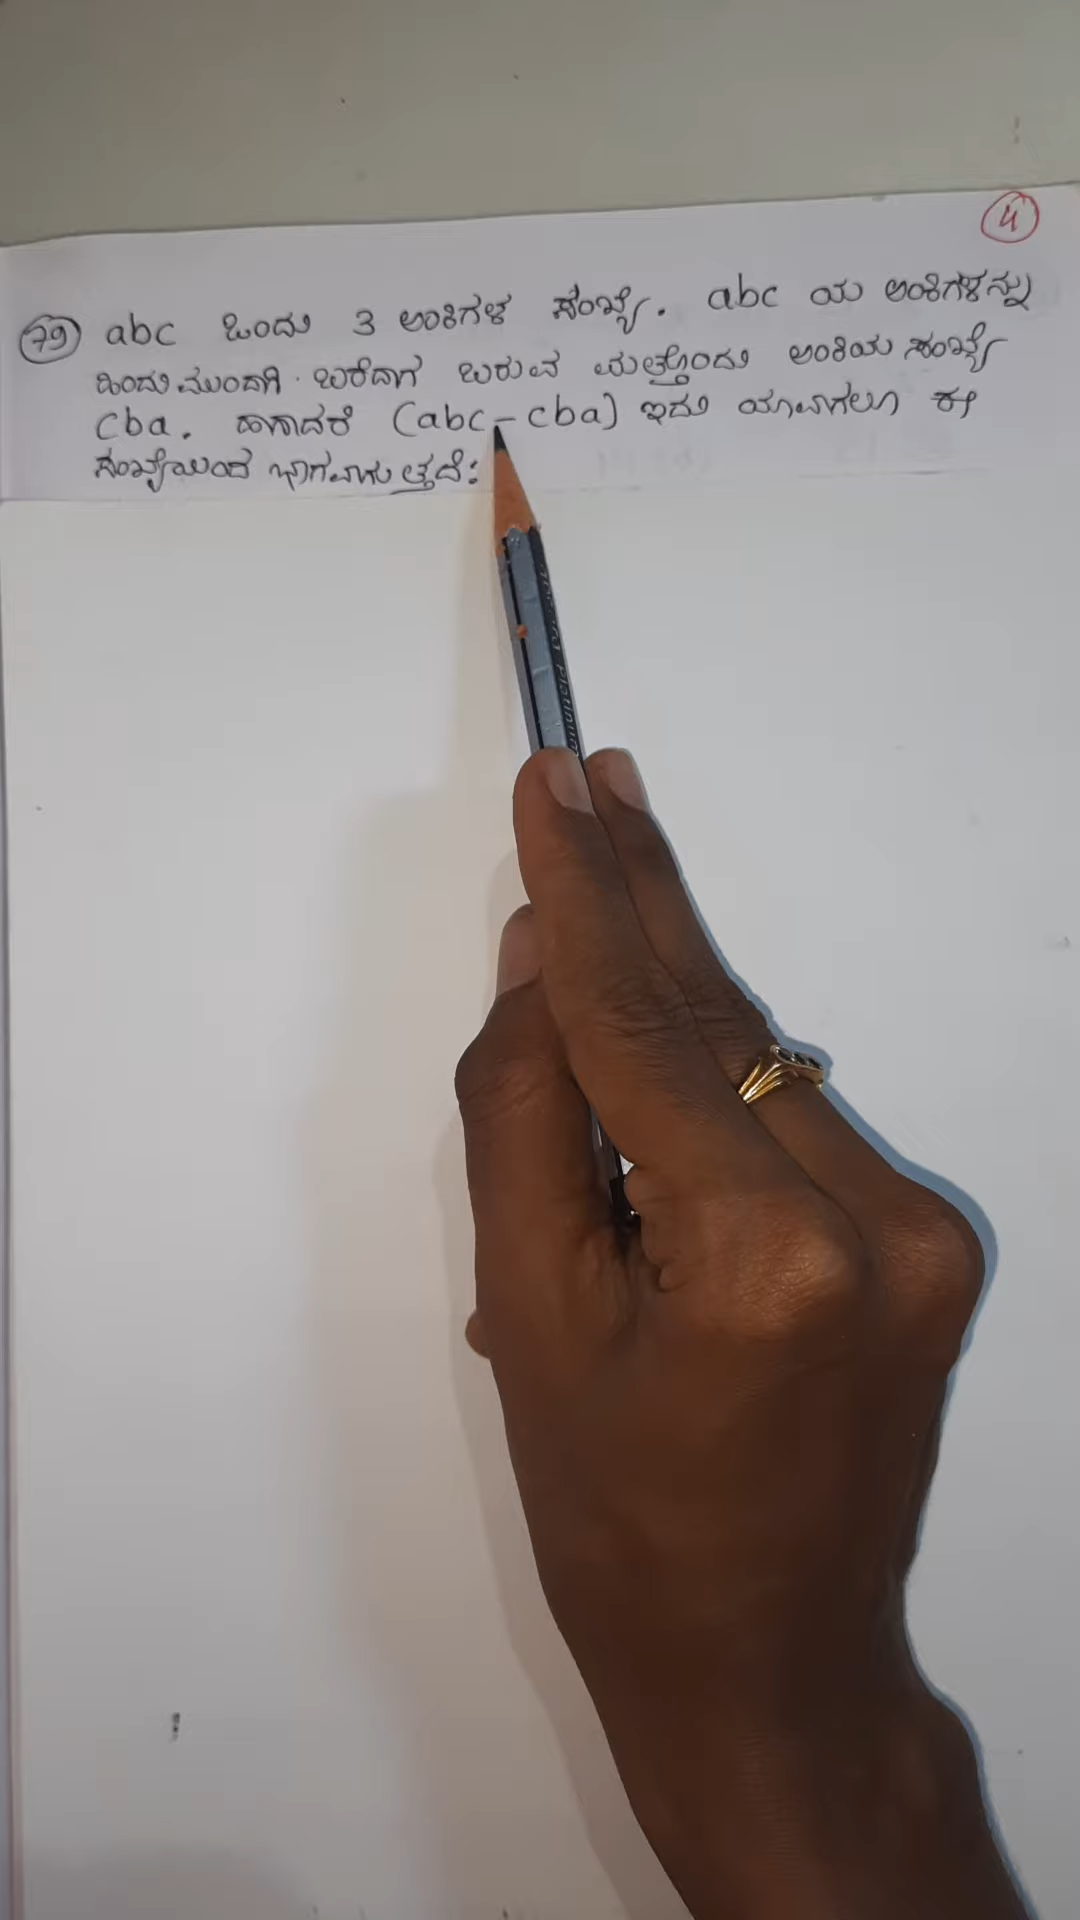 4
79 abc ಒಂದು 3 ಅಂಕಿಗಳ ಸಂಖ್ಯೆ. abc ಯ ಅಂಕಿಗಳನ್ನು
ಹಿಂದುಮುಂದಾಗಿ ಬರೆದಾಗ ಬರುವ ಮತ್ತೊಂದು ಅಂಕಿಯ ಸಂಖ್ಯೆ
cba. ಹಾಗಾದರೆ (abc-cba) ಇದು ಯಾವಾಗಲೂ ಈ
ಸಂಖ್ಯೆಯಿಂದ ಭಾಗವಾಗುತ್ತದೆ: